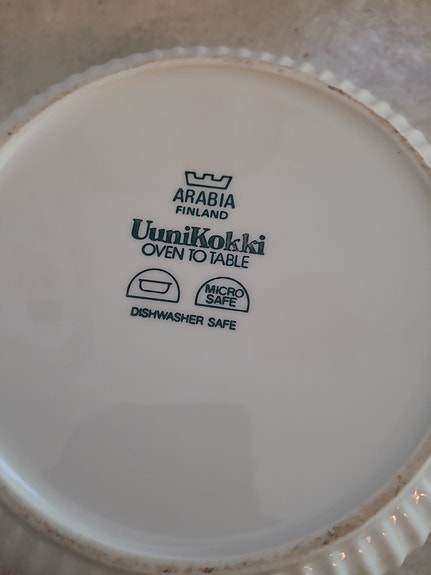 ARABIA
FINLAND
UuniKokki
OVEN TO TABLE
MICRO
SAFE
DISHWASHER SAFE